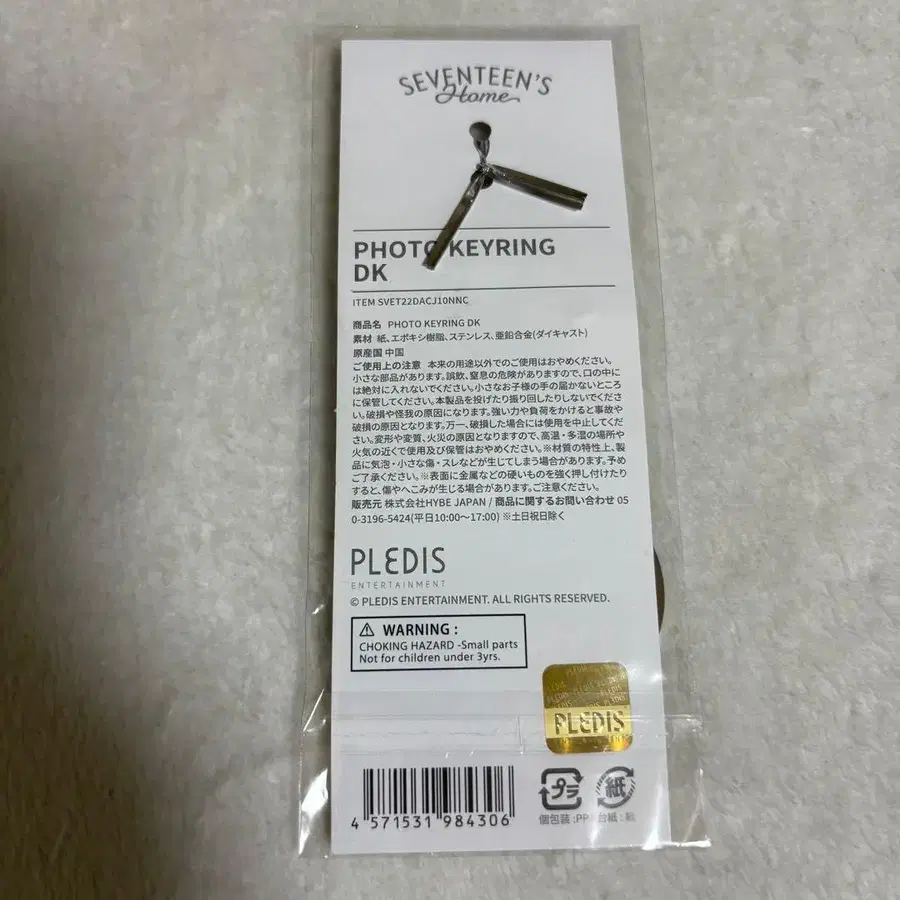 SEVENTEEN'S
Home
PHOTO KEYRING
DK
ITEM SVET22DACJ10NNC
商品名 PHOTO KEYRING DK
素材 紙、エポキシ樹脂、ステンレス、亜鉛合金(ダイキャスト)
原産国 中国
ご使用上の注意 本来の用途以外でのご使用はおやめください。
小さな部品があります。誤飲、窒息の危険がありますので、口の中に
は絶対に入れないでください。小さなお子様の手の届かないところ
に保管してください。本製品を投げたり振り回したりしないでくださ
い。破損や怪我の原因になります。強い力や負荷をかけると事故や
破損の原因となります。万一、破損した場合には使用を中止してくだ
さい。変形や変質、火災の原因となりますので、高温・多湿の場所や
火気の近くで使用及び保管はおやめください。※材質の特性上、製
品に気泡・小さな傷・スレなどが生じてしまう場合があります。予め
ご了承ください。※表面に金属などの硬いものを強く押し付けたり
すると、傷やへこみが生じる場合があります。ご注意ください。
販売元 株式会社HYBE JAPAN / 商品に関するお問い合わせ 05
0-3196-5424(平日10:00～17:00) ※土日祝日除く
PLEDIS
ENTERTAINMENT
© PLEDIS ENTERTAINMENT. ALL RIGHTS RESERVED.
⚠ WARNING :
CHOKING HAZARD -Small parts
Not for children under 3yrs.
PLEDIS
4 571531 984306
プラ 紙
個包装 :PP 台紙 : 紙